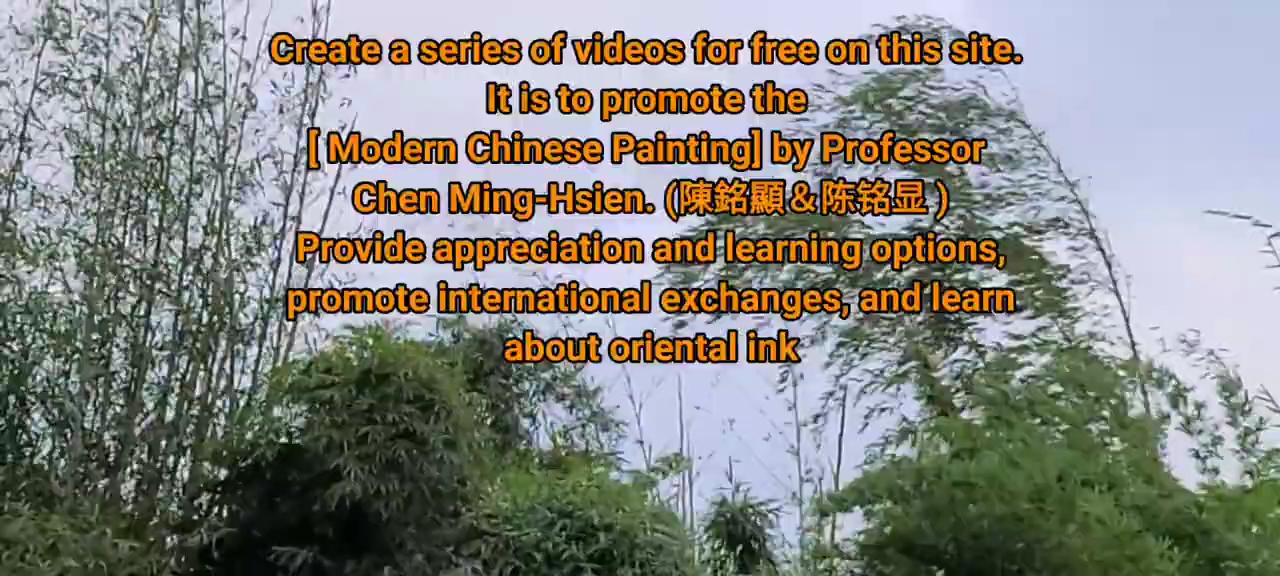 Create a series of videos for free on this site.
It is to promote the
[ Modern Chinese Painting] by Professor
Chen Ming-Hsien. (陳銘顯＆陈铭显 )
Provide appreciation and learning options,
promote international exchanges, and learn
about oriental ink